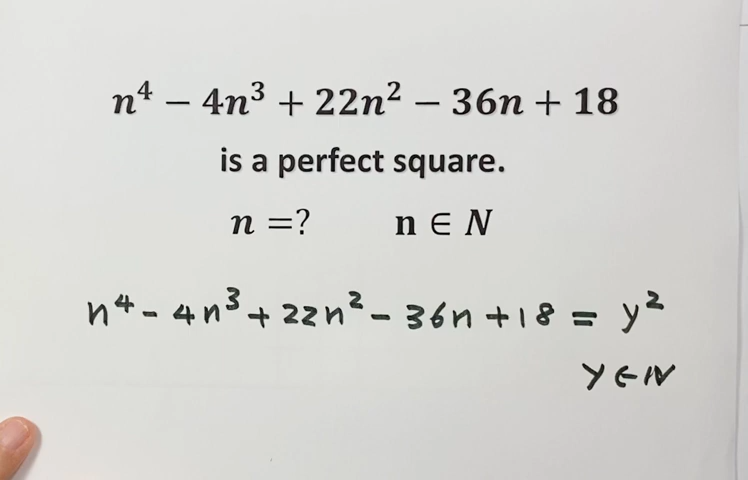 n⁴ − 4n³ + 22n² − 36n + 18
is a perfect square.
n =? n ∈ N
n⁴ - 4n³ + 22n² - 36n + 18 = y²
y ∈ N